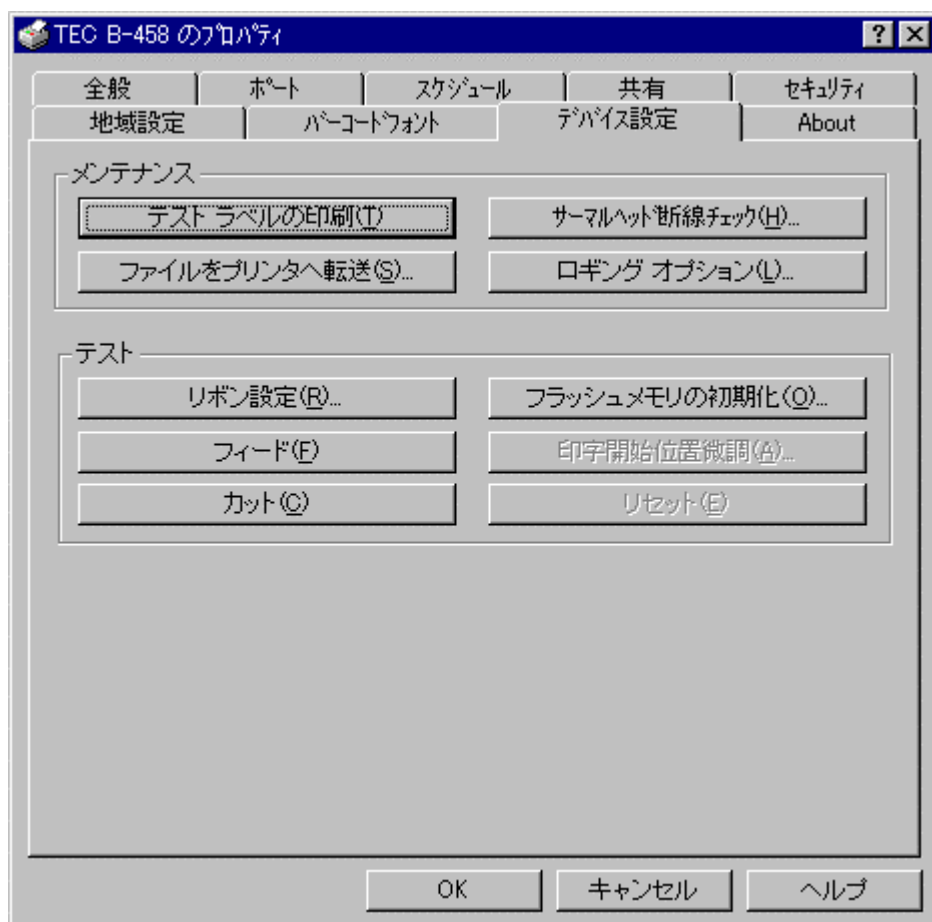 TEC B-458 のﾌﾟﾛﾊﾟﾃｨ
全般 ﾎﾟｰﾄ ｽｹｼﾞｭｰﾙ 共有 ｾｷｭﾘﾃｨ
地域設定 ﾊﾞｰｺｰﾄﾞﾌｫﾝﾄ ﾃﾞﾊﾞｲｽ設定 About
メンテナンス
テスト ラベルの印刷(T) ｻｰﾏﾙﾍｯﾄﾞ断線ﾁｪｯｸ(H)...
ファイルをプリンタへ転送(S)... ロギング オプション(L)...
テスト
リボン設定(R)... フラッシュメモリの初期化(O)...
フィード(F) 印字開始位置微調(A)...
カット(C) リセット(E)
OK キャンセル ヘルプ